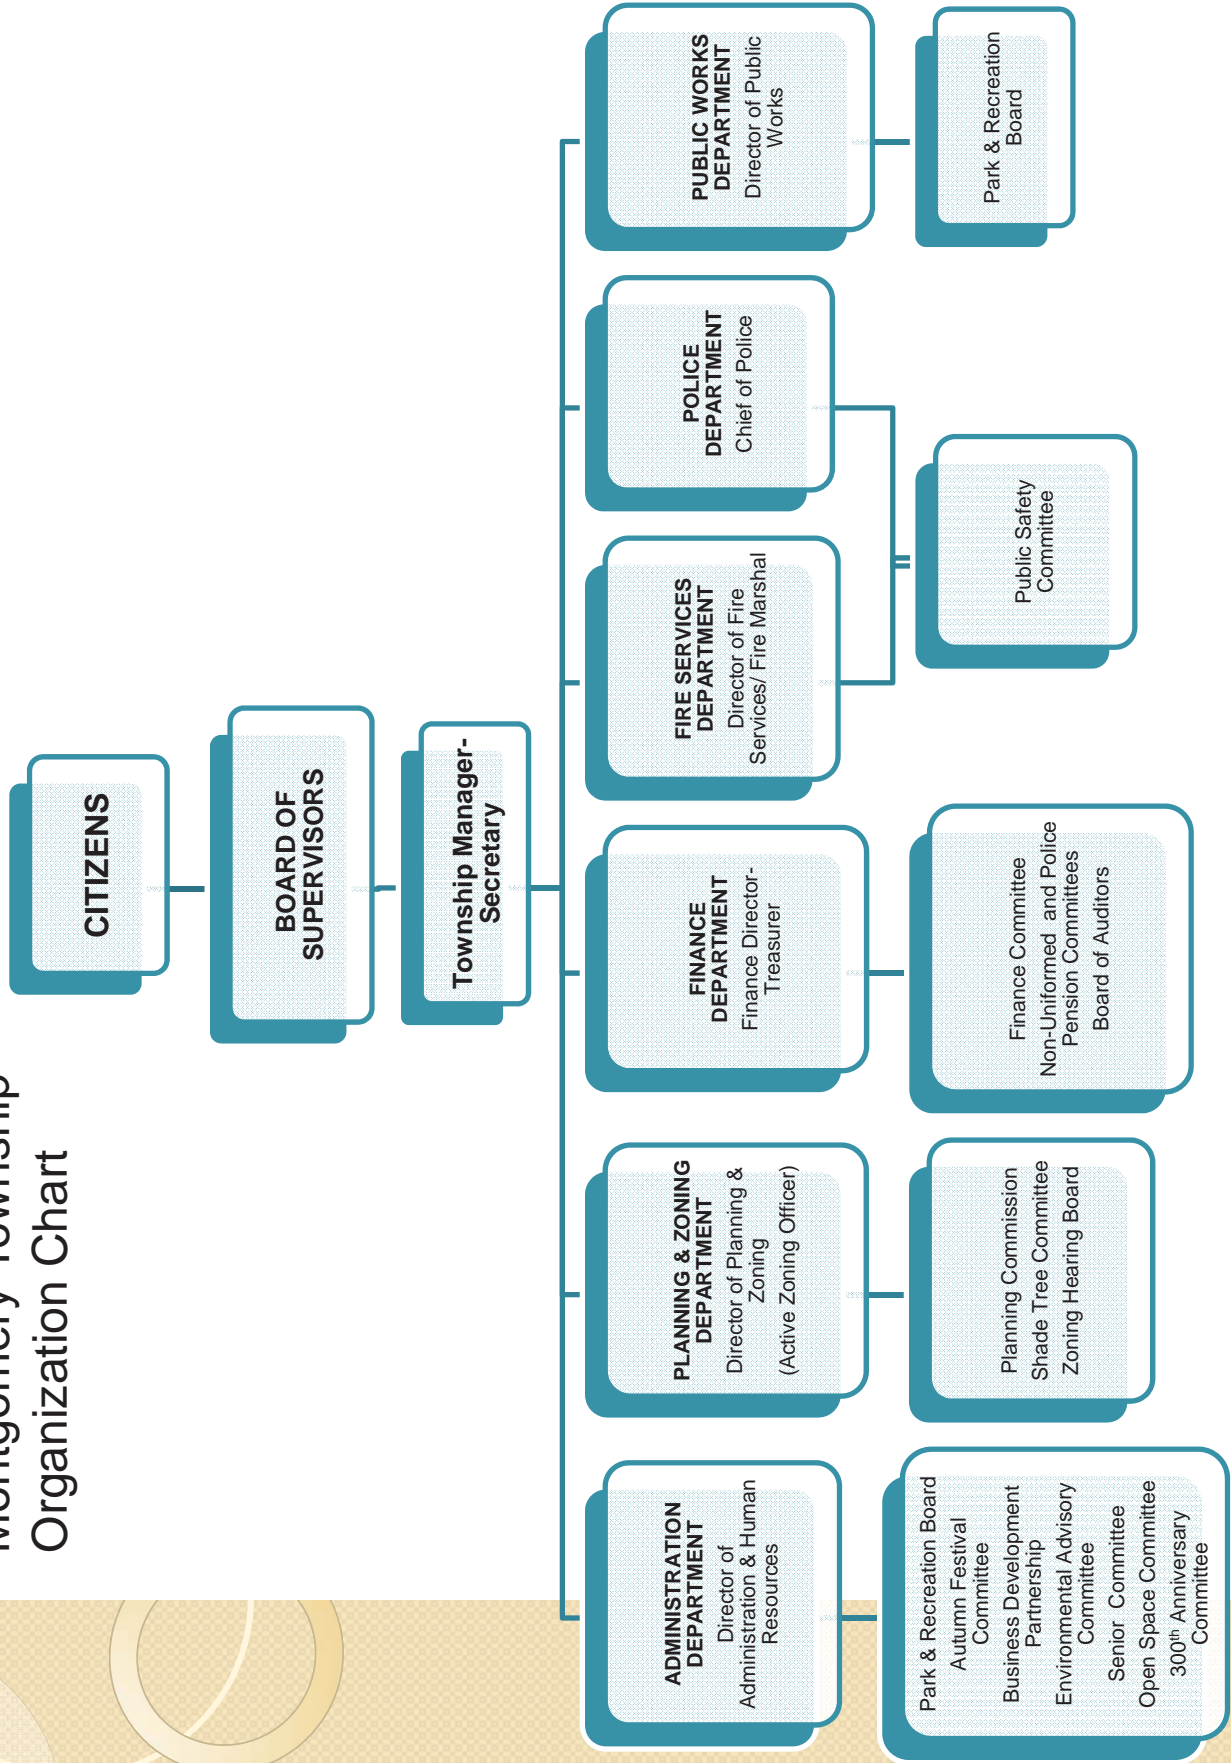 Montgomery Township
Organization Chart
CITIZENS
BOARD OF
SUPERVISORS
Township Manager-
Secretary
ADMINISTRATION
DEPARTMENT
Director of
Administration & Human
Resources
PLANNING & ZONING
DEPARTMENT
Director of Planning &
Zoning
(Active Zoning Officer)
FINANCE
DEPARTMENT
Finance Director-
Treasurer
FIRE SERVICES
DEPARTMENT
Director of Fire
Services/ Fire Marshal
POLICE
DEPARTMENT
Chief of Police
PUBLIC WORKS
DEPARTMENT
Director of Public
Works
Park & Recreation Board
Autumn Festival
Committee
Business Development
Partnership
Environmental Advisory
Committee
Senior Committee
Open Space Committee
300th Anniversary
Committee
Planning Commission
Shade Tree Committee
Zoning Hearing Board
Finance Committee
Non-Uniformed and Police
Pension Committees
Board of Auditors
Public Safety
Committee
Park & Recreation
Board